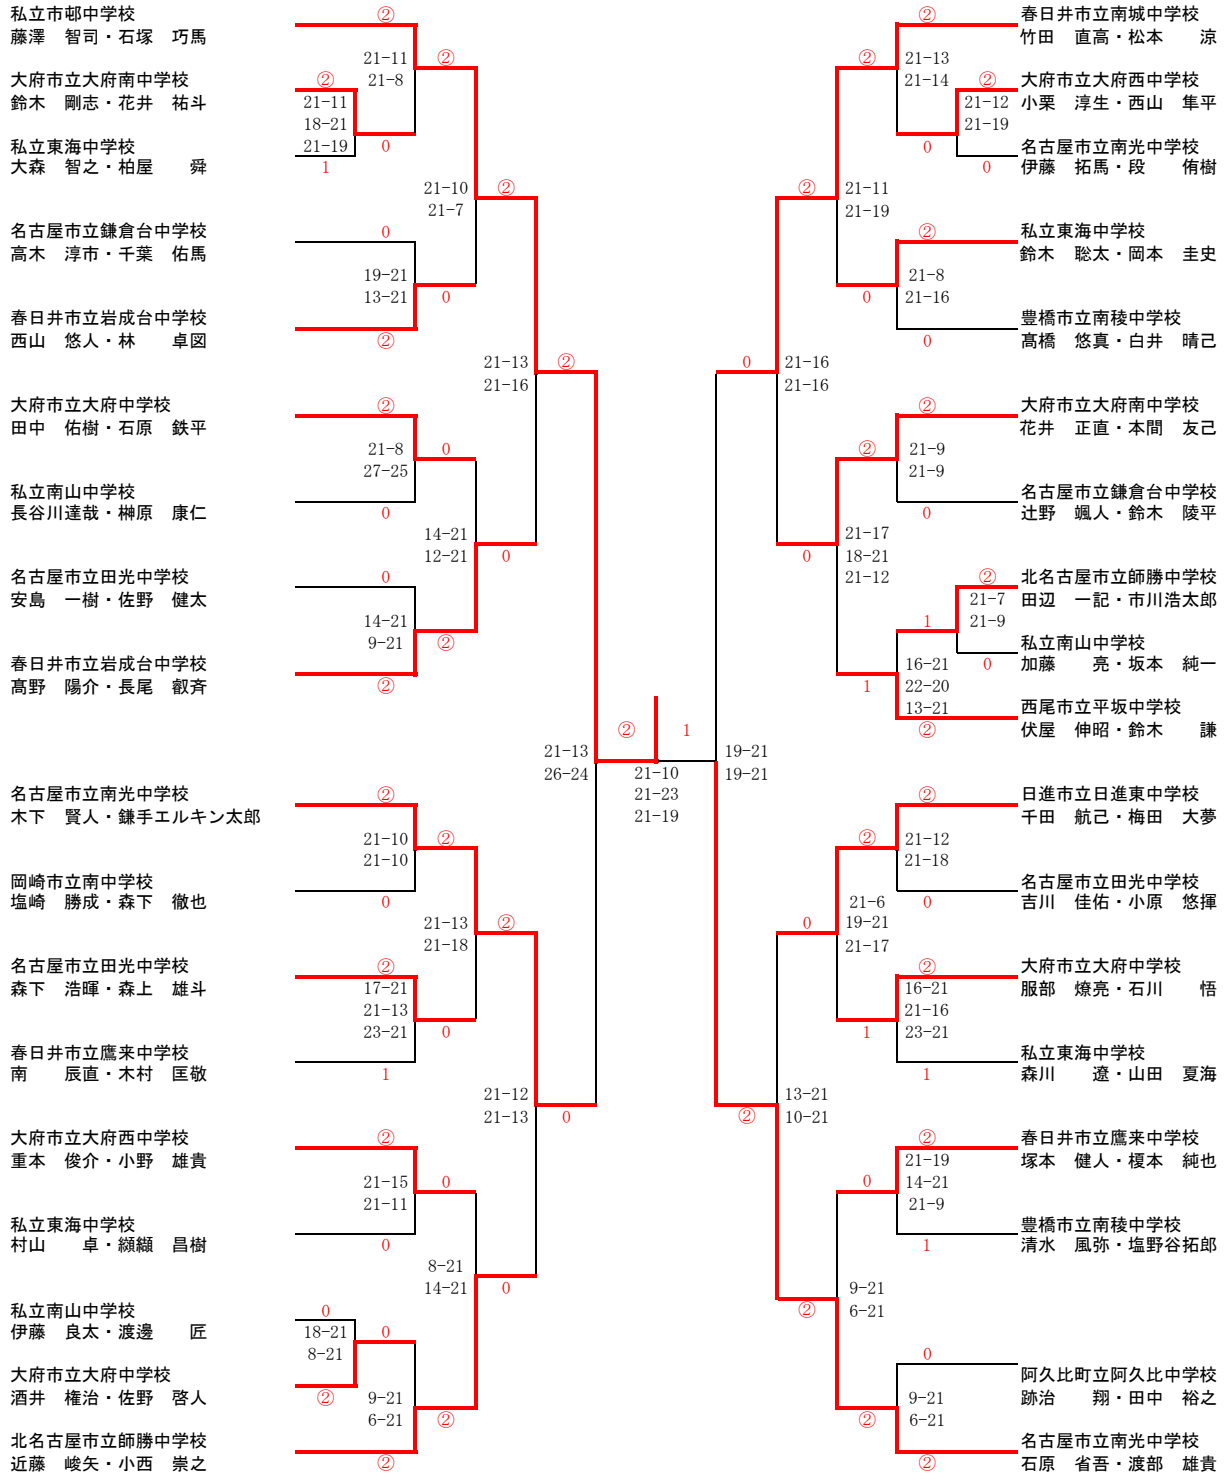 私立市邨中学校
藤澤　智司・石塚　巧馬
②
21-11
21-8
②
大府市立大府南中学校
鈴木　剛志・花井　祐斗
②
21-11
18-21
21-19
0
私立東海中学校
大森　智之・柏屋　　舜
1
21-10
21-7
②
名古屋市立鎌倉台中学校
高木　淳市・千葉　佑馬
0
19-21
13-21
0
春日井市立岩成台中学校
西山　悠人・林　　卓図
②
21-13
21-16
②
大府市立大府中学校
田中　佑樹・石原　鉄平
②
21-8
27-25
0
私立南山中学校
長谷川達哉・榊原　康仁
0
14-21
12-21
0
名古屋市立田光中学校
安島　一樹・佐野　健太
0
14-21
9-21
②
春日井市立岩成台中学校
髙野　陽介・長尾　叡斉
②
21-13
26-24
②
1
21-10
21-23
21-19
名古屋市立南光中学校
木下　賢人・鎌手エルキン太郎
②
21-10
21-10
②
岡崎市立南中学校
塩崎　勝成・森下　徹也
0
21-13
21-18
②
名古屋市立田光中学校
森下　浩暉・森上　雄斗
②
17-21
21-13
23-21
0
春日井市立鷹来中学校
南　　辰直・木村　匡敬
1
21-12
21-13
0
大府市立大府西中学校
重本　俊介・小野　雄貴
②
21-15
21-11
0
私立東海中学校
村山　　卓・纐纈　昌樹
0
8-21
14-21
0
私立南山中学校
伊藤　良太・渡邊　　匠
0
18-21
8-21
0
大府市立大府中学校
酒井　権治・佐野　啓人
②
9-21
6-21
②
北名古屋市立師勝中学校
近藤　峻矢・小西　崇之
②
春日井市立南城中学校
竹田　直高・松本　　涼
②
②
21-13
21-14
大府市立大府西中学校
小栗　淳生・西山　隼平
②
21-12
21-19
0
名古屋市立南光中学校
伊藤　拓馬・段　　侑樹
0
②
21-11
21-19
私立東海中学校
鈴木　聡太・岡本　圭史
②
21-8
21-16
0
豊橋市立南稜中学校
髙橋　悠真・白井　晴己
0
0
21-16
21-16
大府市立大府南中学校
花井　正直・本間　友己
②
②
21-9
21-9
名古屋市立鎌倉台中学校
辻野　颯人・鈴木　陵平
0
0
21-17
18-21
21-12
北名古屋市立師勝中学校
田辺　一記・市川浩太郎
②
21-7
21-9
1
私立南山中学校
加藤　　亮・坂本　純一
0
1
16-21
22-20
13-21
西尾市立平坂中学校
伏屋　伸昭・鈴木　　謙
②
19-21
19-21
日進市立日進東中学校
千田　航己・梅田　大夢
②
②
21-12
21-18
名古屋市立田光中学校
吉川　佳佑・小原　悠揮
0
0
21-6
19-21
21-17
大府市立大府中学校
服部　燎亮・石川　　悟
②
16-21
21-16
23-21
1
私立東海中学校
森川　　遼・山田　夏海
1
②
13-21
10-21
春日井市立鷹来中学校
塚本　健人・榎本　純也
②
0
21-19
14-21
21-9
豊橋市立南稜中学校
清水　風弥・塩野谷拓郎
1
②
9-21
6-21
阿久比町立阿久比中学校
跡治　　翔・田中　裕之
0
②
9-21
6-21
名古屋市立南光中学校
石原　省吾・渡部　雄貴
②